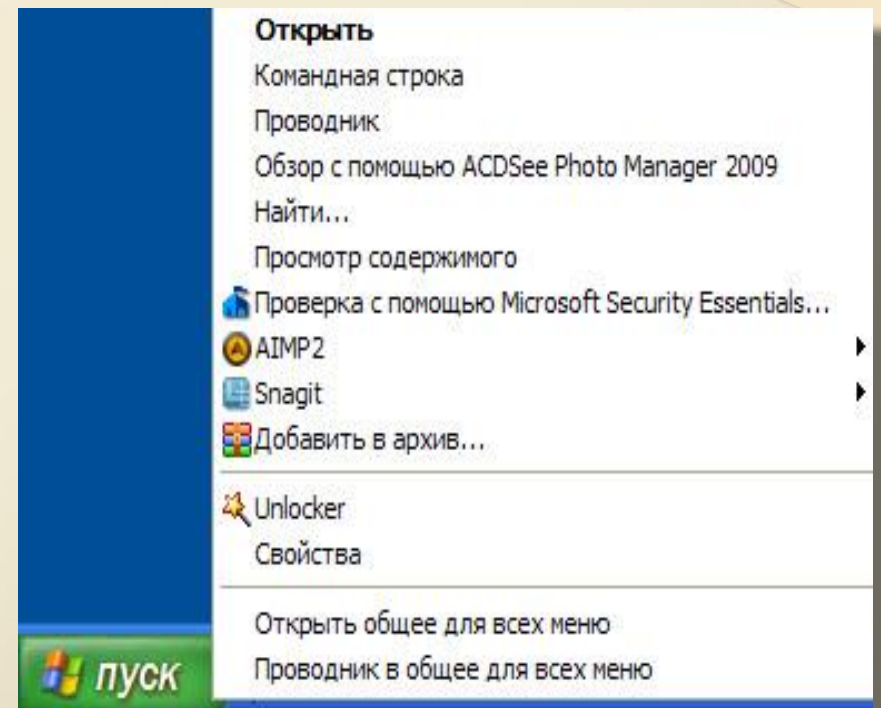 Открыть
Командная строка
Проводник
Обзор с помощью ACDSee Photo Manager 2009
Найти...
Просмотр содержимого
Проверка с помощью Microsoft Security Essentials...
AIMP2
Snagit
Добавить в архив...
Unlocker
Свойства
Открыть общее для всех меню
Проводник в общее для всех меню
пуск